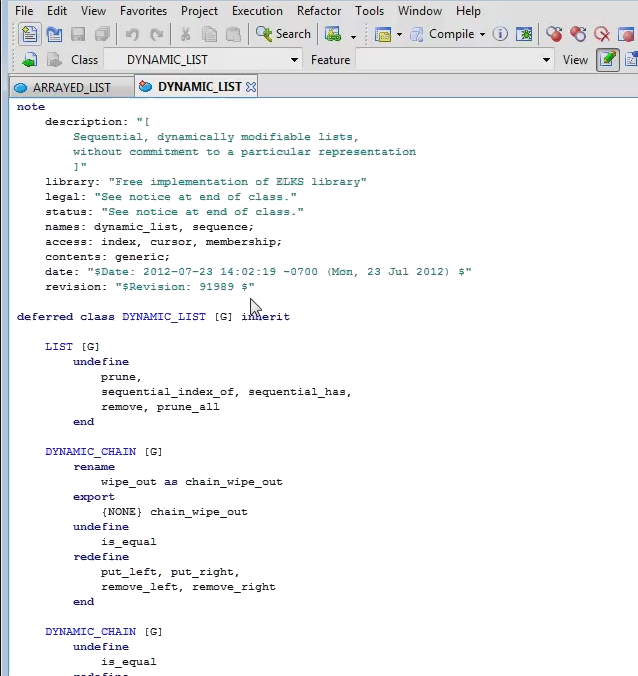 File Edit View Favorites Project Execution Refactor Tools Window Help
Search Compile
Class DYNAMIC_LIST Feature View
ARRAYED_LIST DYNAMIC_LIST
note
description: "[
Sequential, dynamically modifiable lists,
without commitment to a particular representation
]"
library: "Free implementation of ELKS library"
legal: "See notice at end of class."
status: "See notice at end of class."
names: dynamic_list, sequence;
access: index, cursor, membership;
contents: generic;
date: "$Date: 2012-07-23 14:02:19 -0700 (Mon, 23 Jul 2012) $"
revision: "$Revision: 91989 $"
deferred class DYNAMIC_LIST [G] inherit
LIST [G]
undefine
prune,
sequential_index_of, sequential_has,
remove, prune_all
end
DYNAMIC_CHAIN [G]
rename
wipe_out as chain_wipe_out
export
{NONE} chain_wipe_out
undefine
is_equal
redefine
put_left, put_right,
remove_left, remove_right
end
DYNAMIC_CHAIN [G]
undefine
is_equal
redefine